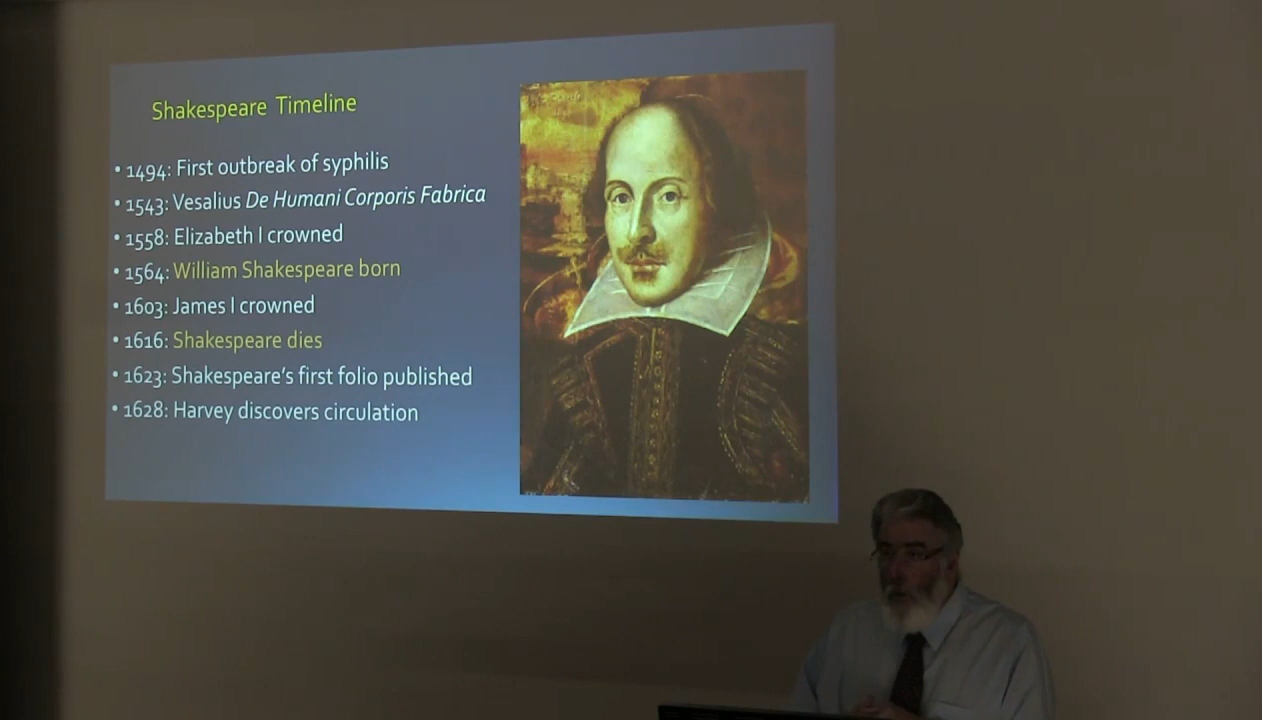 Shakespeare Timeline
• 1494: First outbreak of syphilis
• 1543: Vesalius De Humani Corporis Fabrica
• 1558: Elizabeth I crowned
• 1564: William Shakespeare born
• 1603: James I crowned
• 1616: Shakespeare dies
• 1623: Shakespeare's first folio published
• 1628: Harvey discovers circulation